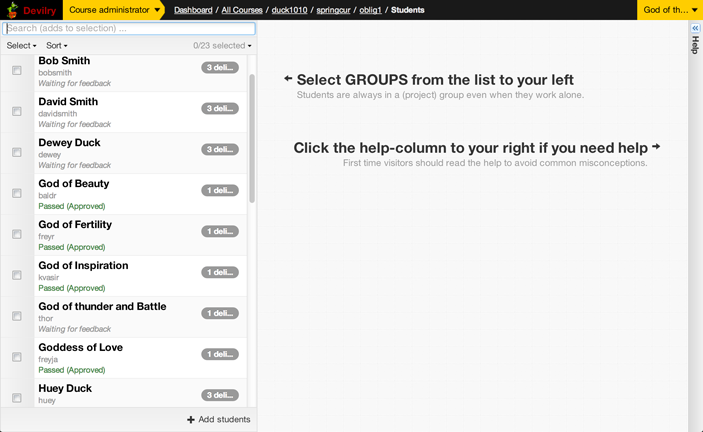 Devilry Course administrator Dashboard / All Courses / duck1010 / springcur / oblig1 / Students God of th...
Search (adds to selection) ...
Select Sort 0/23 selected
Help
Bob Smith
bobsmith
3 deli...
Waiting for feedback
David Smith
davidsmith
3 deli...
Waiting for feedback
Dewey Duck
dewey
3 deli...
Waiting for feedback
God of Beauty
baldr
1 deli...
Passed (Approved)
God of Fertility
freyr
1 deli...
Passed (Approved)
God of Inspiration
kvasir
1 deli...
Passed (Approved)
God of thunder and Battle
thor
1 deli...
Waiting for feedback
Goddess of Love
freyja
1 deli...
Passed (Approved)
Huey Duck
huey
3 deli...
Add students
Select GROUPS from the list to your left
Students are always in a (project) group even when they work alone.
Click the help-column to your right if you need help
First time visitors should read the help to avoid common misconceptions.